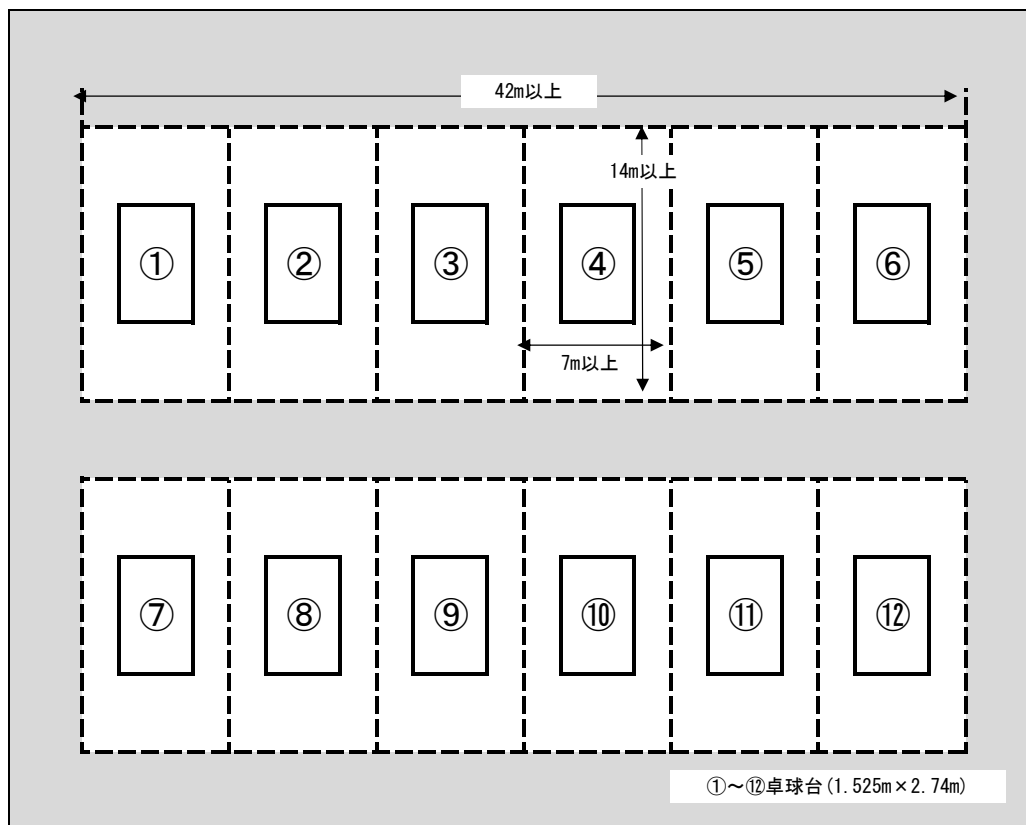 42m以上
14m以上
① ② ③ ④ ⑤ ⑥
7m以上
⑦ ⑧ ⑨ ⑩ ⑪ ⑫
①～⑫卓球台(1.525m×2.74m)